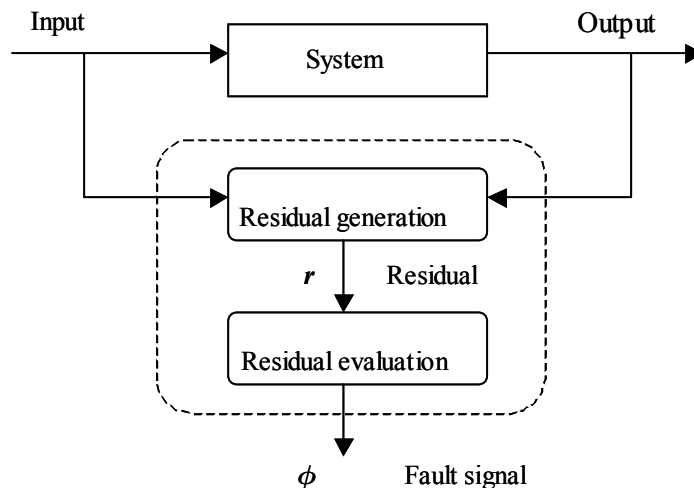 Input
Output
System
Residual generation
r Residual
Residual evaluation
ϕ Fault signal